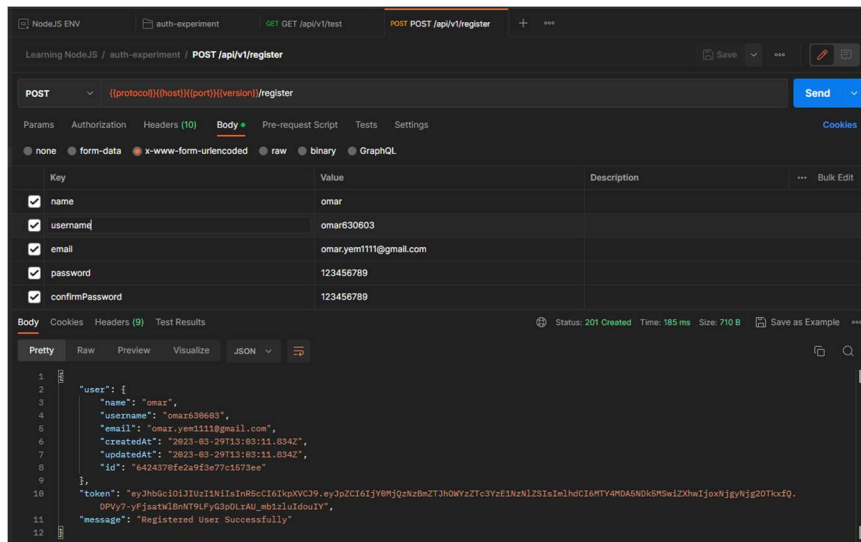 NodeJS ENV auth-experiment GET GET /api/v1/test POST POST /api/v1/register
Learning NodeJS / auth-experiment / POST /api/v1/register Save
POST {{protocol}}{{host}}{{port}}{{version}}/register Send
Params Authorization Headers (10) Body Pre-request Script Tests Settings Cookies
none form-data x-www-form-urlencoded raw binary GraphQL
Key Value Description Bulk Edit
name omar
username omar630603
email omar.yem1111@gmail.com
password 123456789
confirmPassword 123456789
Body Cookies Headers (9) Test Results Status: 201 Created Time: 185 ms Size: 710 B Save as Example
Pretty Raw Preview Visualize JSON
1 {
2 "user": {
3 "name": "omar",
4 "username": "omar630603",
5 "email": "omar.yem1111@gmail.com",
6 "createdAt": "2023-03-29T13:03:11.834Z",
7 "updatedAt": "2023-03-29T13:03:11.834Z",
8 "id": "6424370fe2a9f3e77c1573ee"
9 },
10 "token":
11 "message": "Registered User Successfully"
12 }